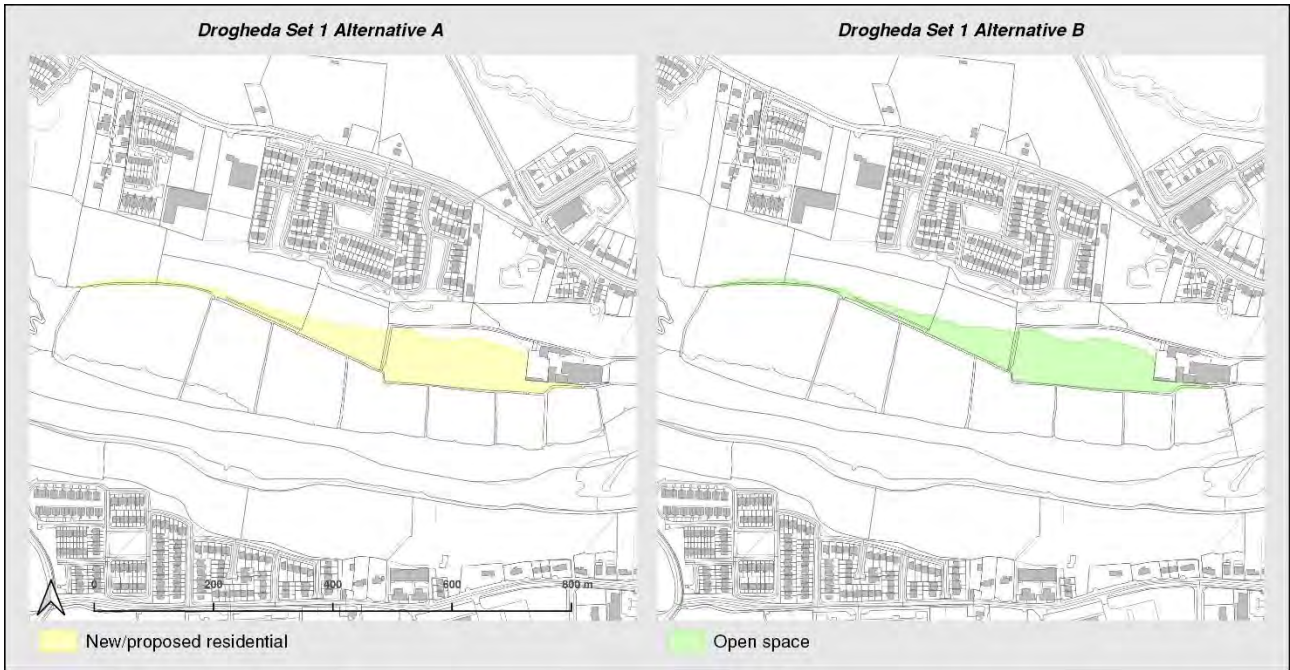 Drogheda Set 1 Alternative A
Drogheda Set 1 Alternative B
0 200 400 600 800 m
New/proposed residential
Open space